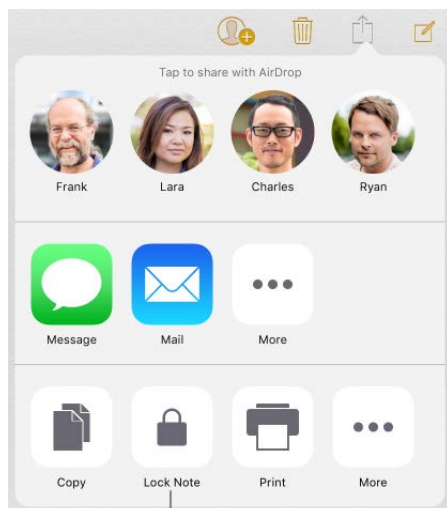 Tap to share with AirDrop
Frank Lara Charles Ryan
Message Mail More
Copy Lock Note Print More